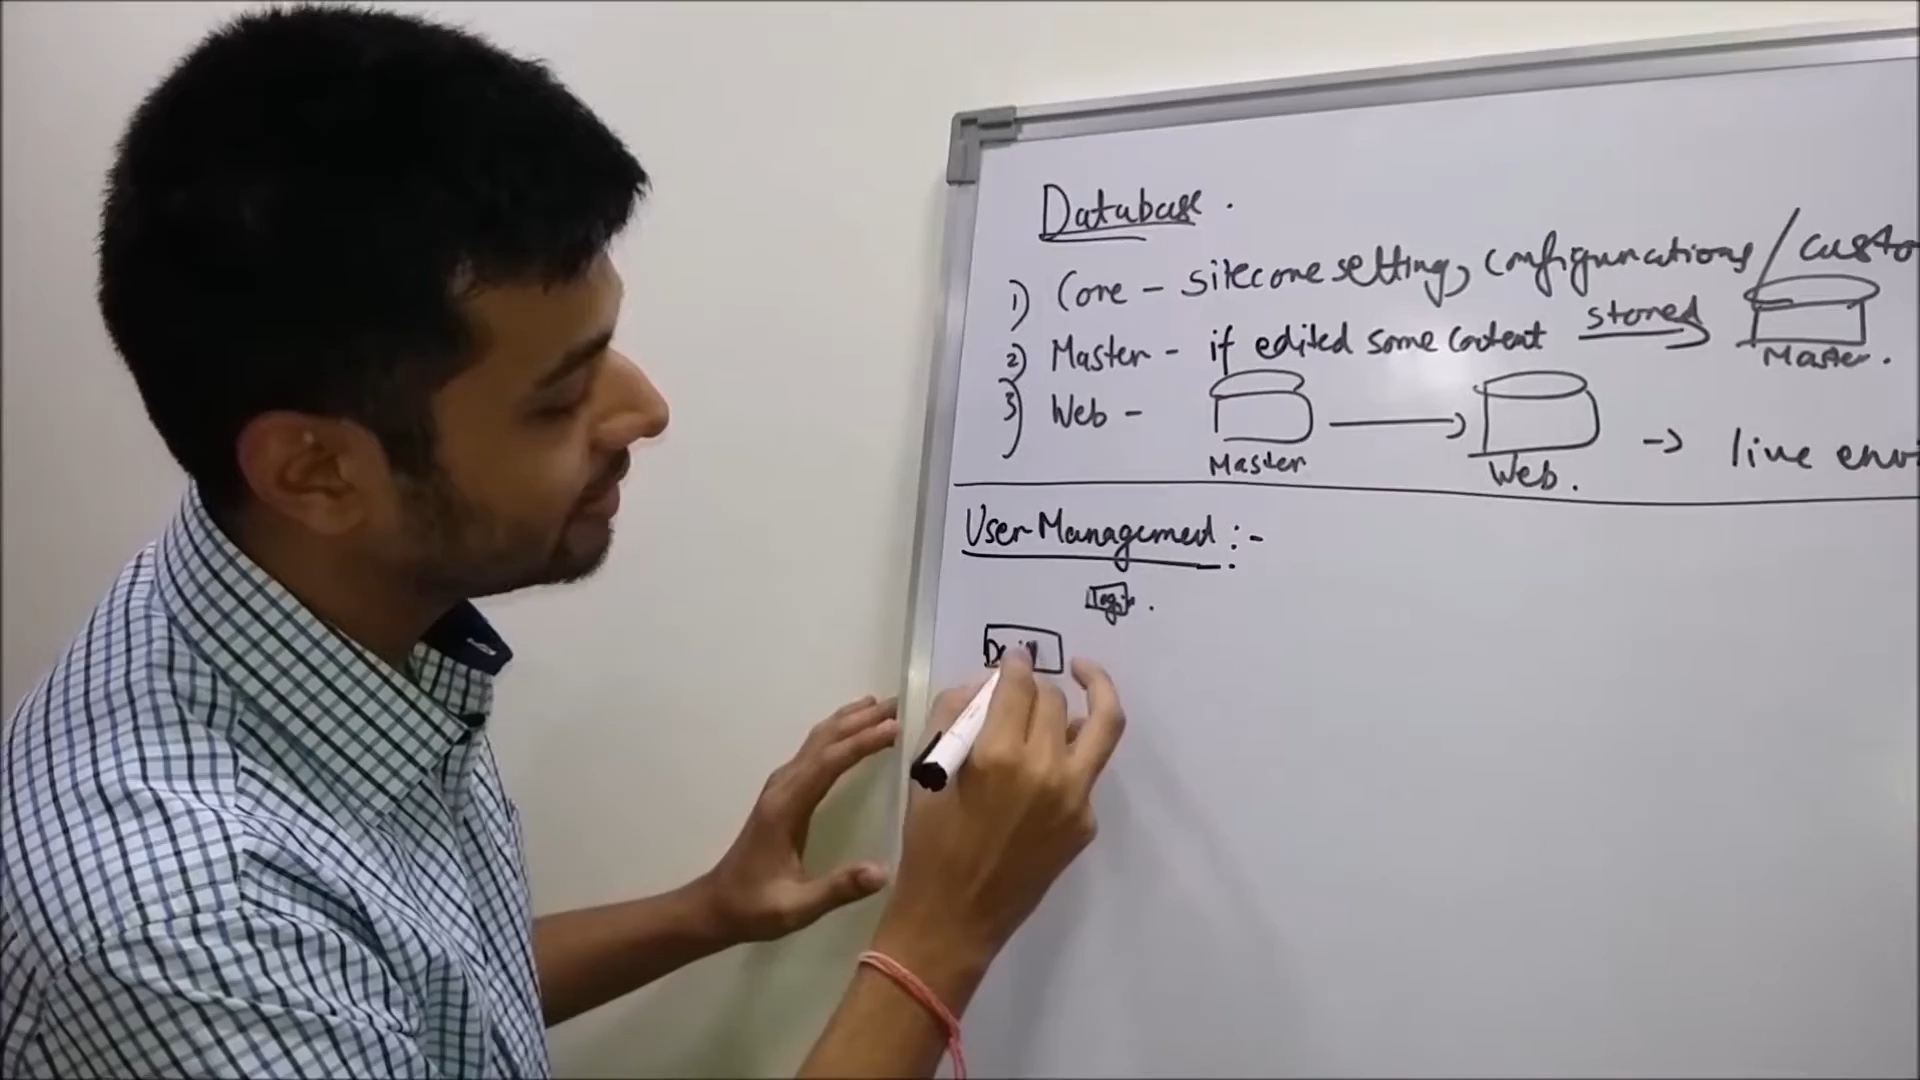 Database .
1) Core - sitecore setting, configurations / custo
2) Master - if edited some content stored Master.
3) Web - Master → Web. → live envi
User Management :-
Login .